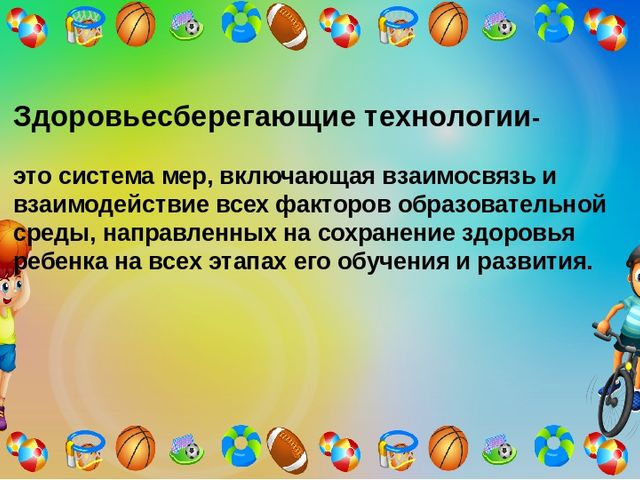 Здоровьесберегающие технологии-
это система мер, включающая взаимосвязь и
взаимодействие всех факторов образовательной
среды, направленных на сохранение здоровья
ребенка на всех этапах его обучения и развития.